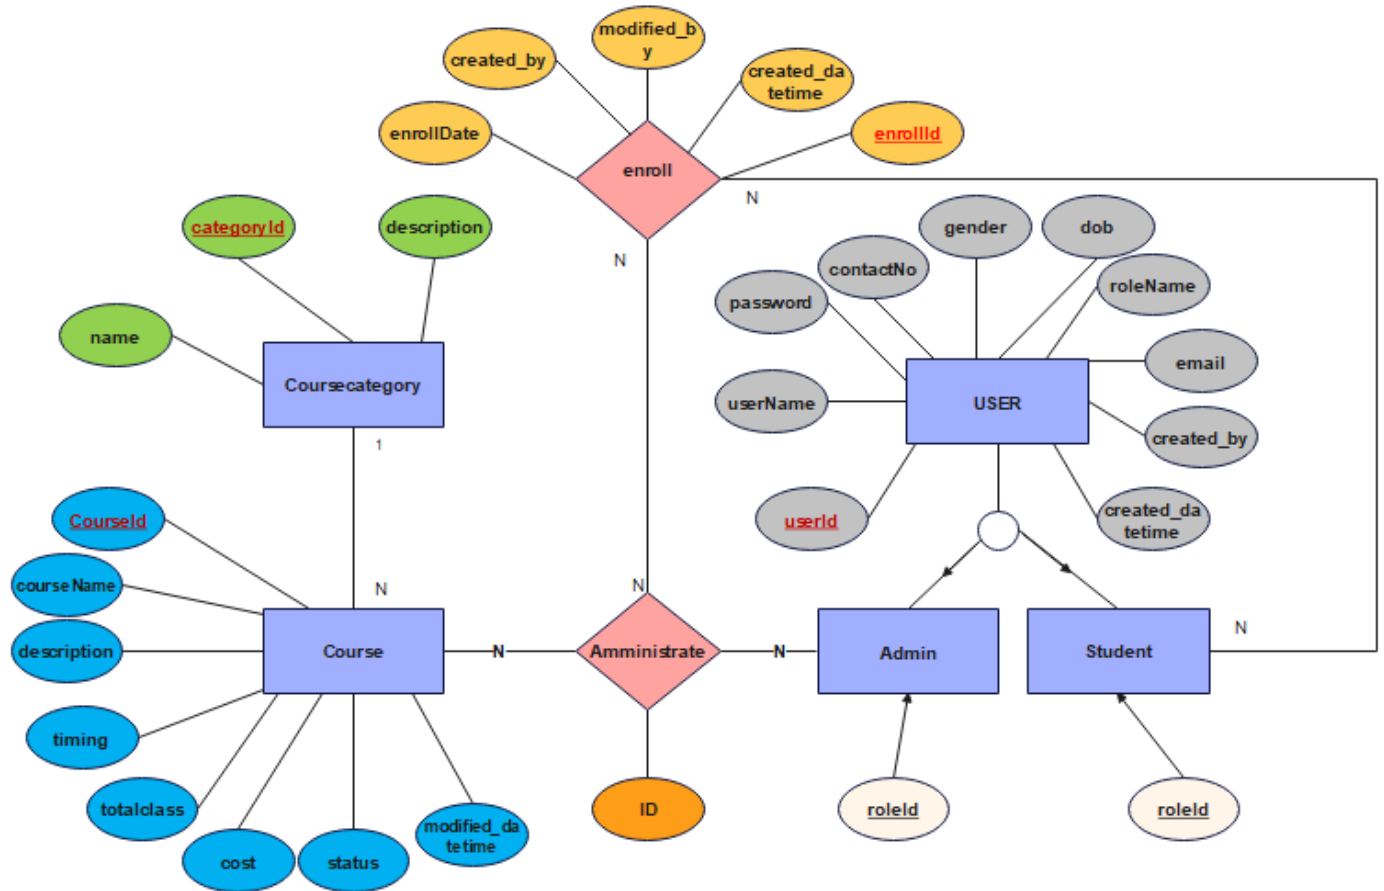 modified_b
y
created_by
created_da
tetime
enrollDate
enrollId
enroll
N
N
categoryId
description
name
Coursecategory
1
gender
dob
contactNo
roleName
password
email
userName
USER
created_by
userId
created_da
tetime
CourseId
courseName
description
timing
totalclass
cost
status
modified_da
tetime
N
Course
N
N
Amministrate
N
Admin
Student
N
ID
roleId
roleId